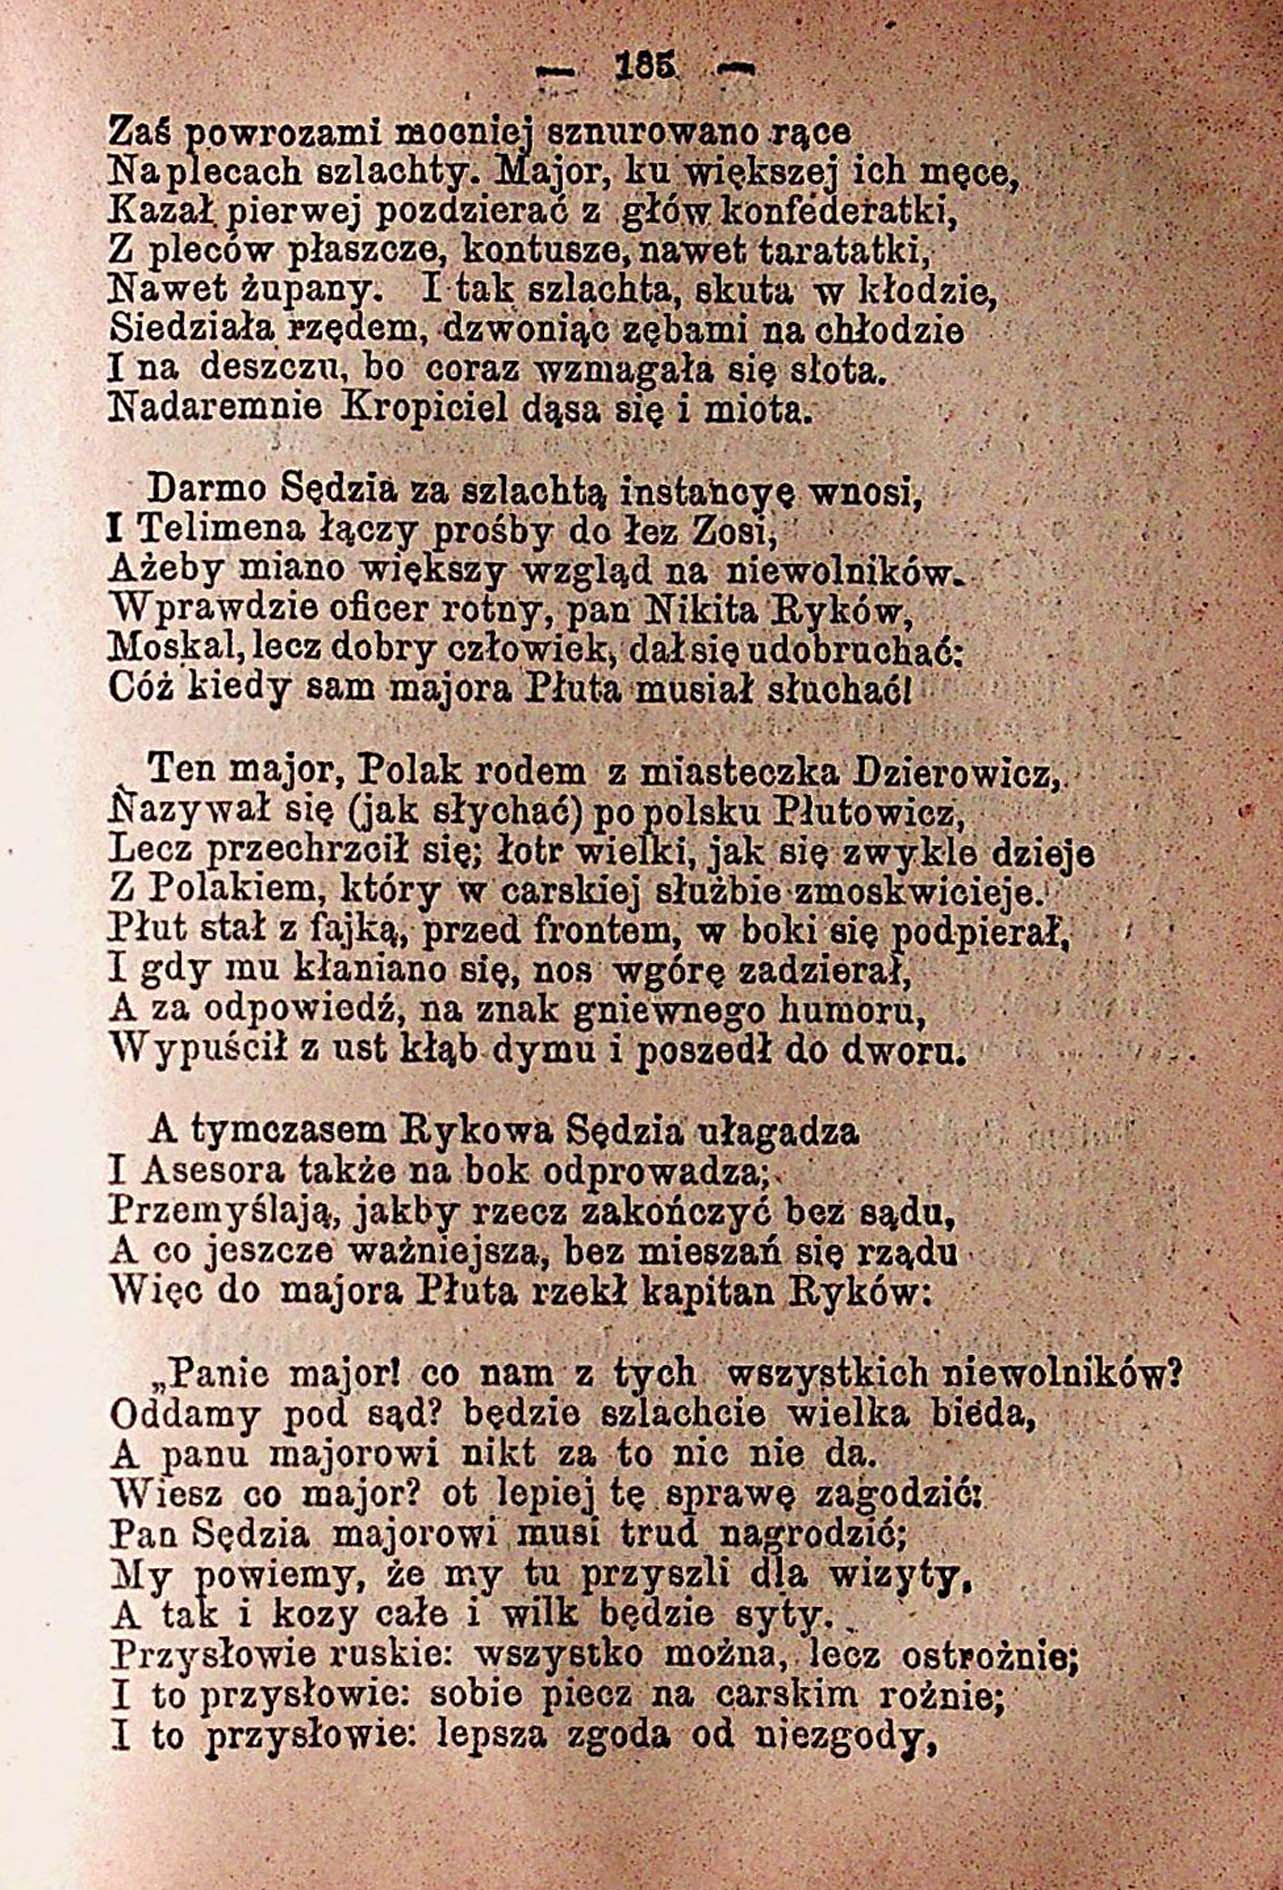 — 185 —
Zaś powrozami mocniej sznurowano ręce
Na plecach szlachty. Major, ku większej ich męce,
Kazał pierwej pozdzierać z głów konfederatki,
Z pleców płaszcze, kontusze, nawet taratatki,
Nawet żupany. I tak szlachta, skuta w kłodzie,
Siedziała rzędem, dzwoniąc zębami na chłodzie
I na deszczu, bo coraz wzmagała się słota.
Nadaremnie Kropiciel dąsa się i miota.
Darmo Sędzia za szlachtą instancyę wnosi,
I Telimena łączy prośby do łez Zosi,
Ażeby miano większy wzgląd na niewolników.
Wprawdzie oficer rotny, pan Nikita Ryków,
Moskal, lecz dobry człowiek, dał się udobruchać:
Cóż kiedy sam majora Płuta musiał słuchać!
Ten major, Polak rodem z miasteczka Dzierowicz,
Nazywał się (jak słychać) po polsku Płutowicz,
Lecz przechrzcił się; łotr wielki, jak się zwykle dzieje
Z Polakiem, który w carskiej służbie zmoskwicieje.
Płut stał z fajką, przed frontem, w boki się podpierał,
I gdy mu kłaniano się, nos wgórę zadzierał,
A za odpowiedź, na znak gniewnego humoru,
Wypuścił z ust kłąb dymu i poszedł do dworu.
A tymczasem Rykowa Sędzia ułagadza
I Asesora także na bok odprowadza;
Przemyślają, jakby rzecz zakończyć bez sądu,
A co jeszcze ważniejsza, bez mieszań się rządu
Więc do majora Płuta rzekł kapitan Ryków:
„Panie major! co nam z tych wszystkich niewolników?
Oddamy pod sąd? będzie szlachcie wielka bieda,
A panu majorowi nikt za to nic nie da.
Wiesz co major? ot lepiej tę sprawę zagodzić:
Pan Sędzia majorowi musi trud nagrodzić;
My powiemy, że my tu przyszli dla wizyty,
A tak i kozy całe i wilk będzie syty.
Przysłowie ruskie: wszystko można, lecz ostrożnie;
I to przysłowie: sobie piecz na carskim rożnie;
I to przysłowie: lepsza zgoda od niezgody,